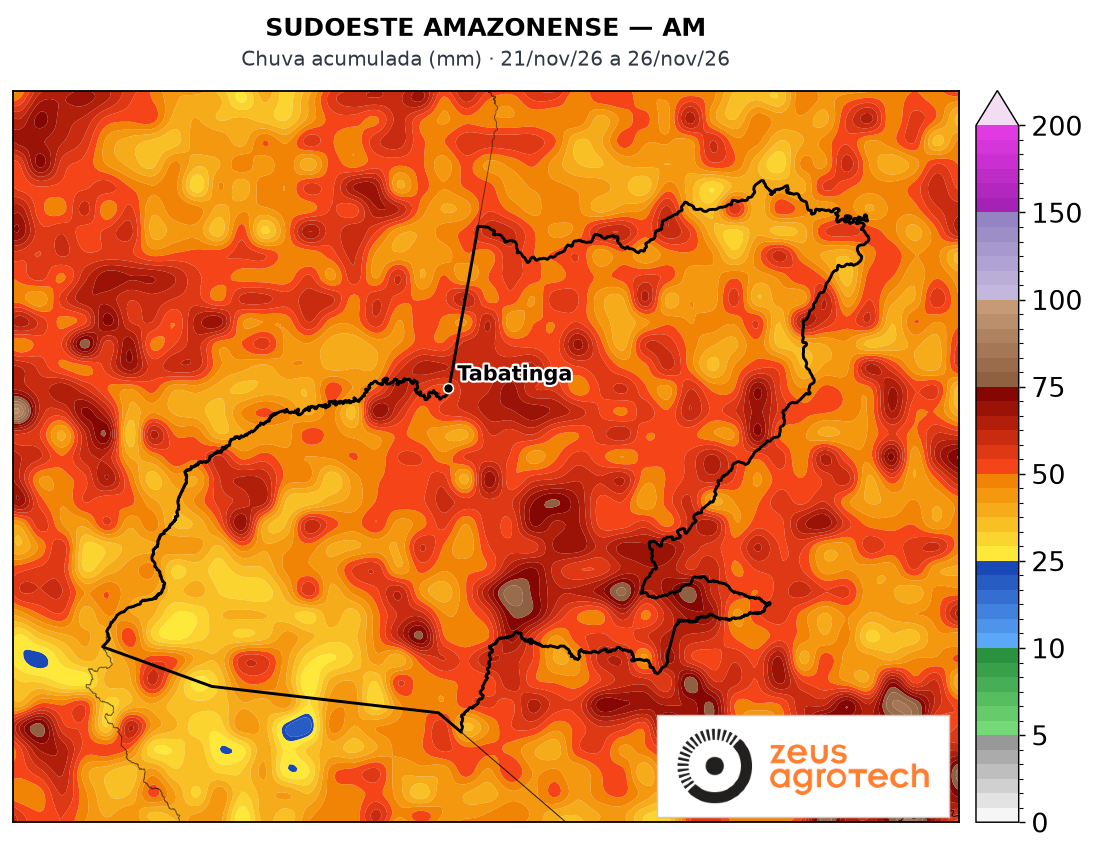 SUDOESTE AMAZONENSE — AM
Chuva acumulada (mm) · 21/nov/26 a 26/nov/26
Tabatinga
200
150
100
75
50
25
10
5
0
zeus
agrotech